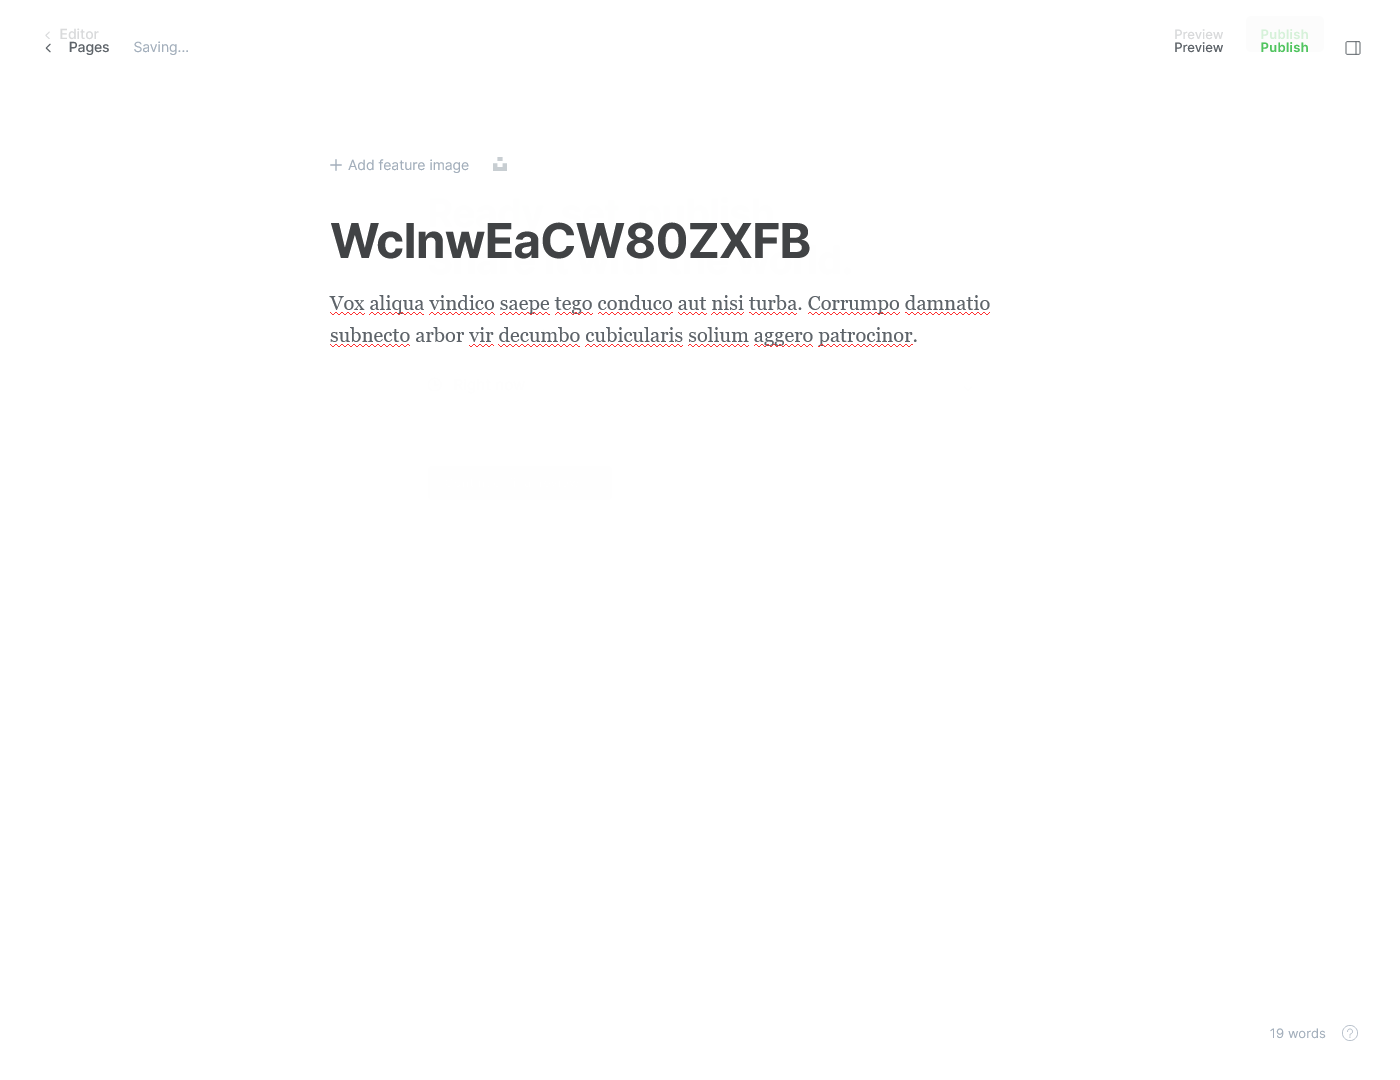 Editor
Pages
Saving...
Preview
Publish
Preview
Publish
Add feature image
WcInwEaCW80ZXFB
Vox aliqua vindico saepe tego conduco aut nisi turba. Corrumpo damnatio
subnecto arbor vir decumbo cubicularis solium aggero patrocinor.
19 words